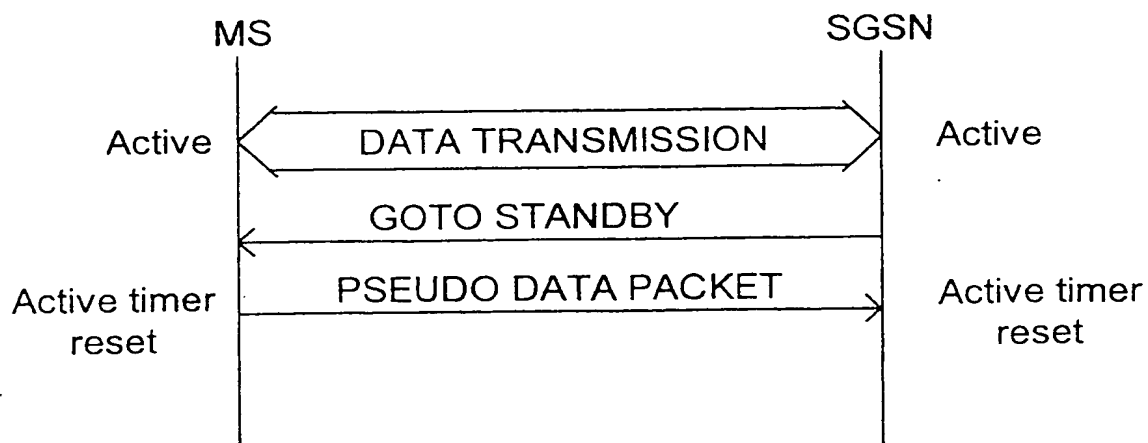 MS
SGSN
Active
DATA TRANSMISSION
Active
GOTO STANDBY
PSEUDO DATA PACKET
Active timer
reset
Active timer
reset